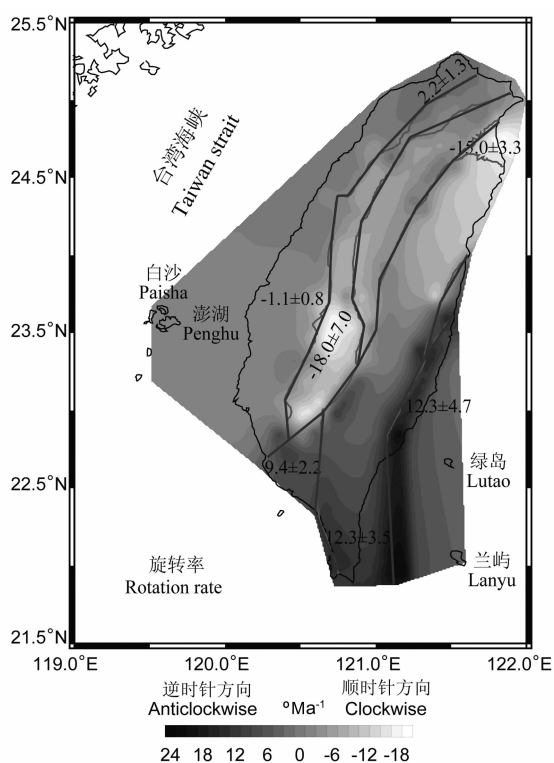 25.5°N
24.5°N
23.5°N
22.5°N
21.5°N
台湾海峡
Taiwan strait
2.2±1.3
-15.0±3.3
白沙
Paisha
澎湖
Penghu
-1.1±0.8
-18.0±7.0
12.3±4.7
9.4±2.2
绿岛
Lutao
12.3±3.5
旋转率
Rotation rate
兰屿
Lanyu
119.0°E 120.0°E 121.0°E 122.0°E
逆时针方向 顺时针方向
Anticlockwise °Ma-1 Clockwise
24 18 12 6 0 -6 -12 -18